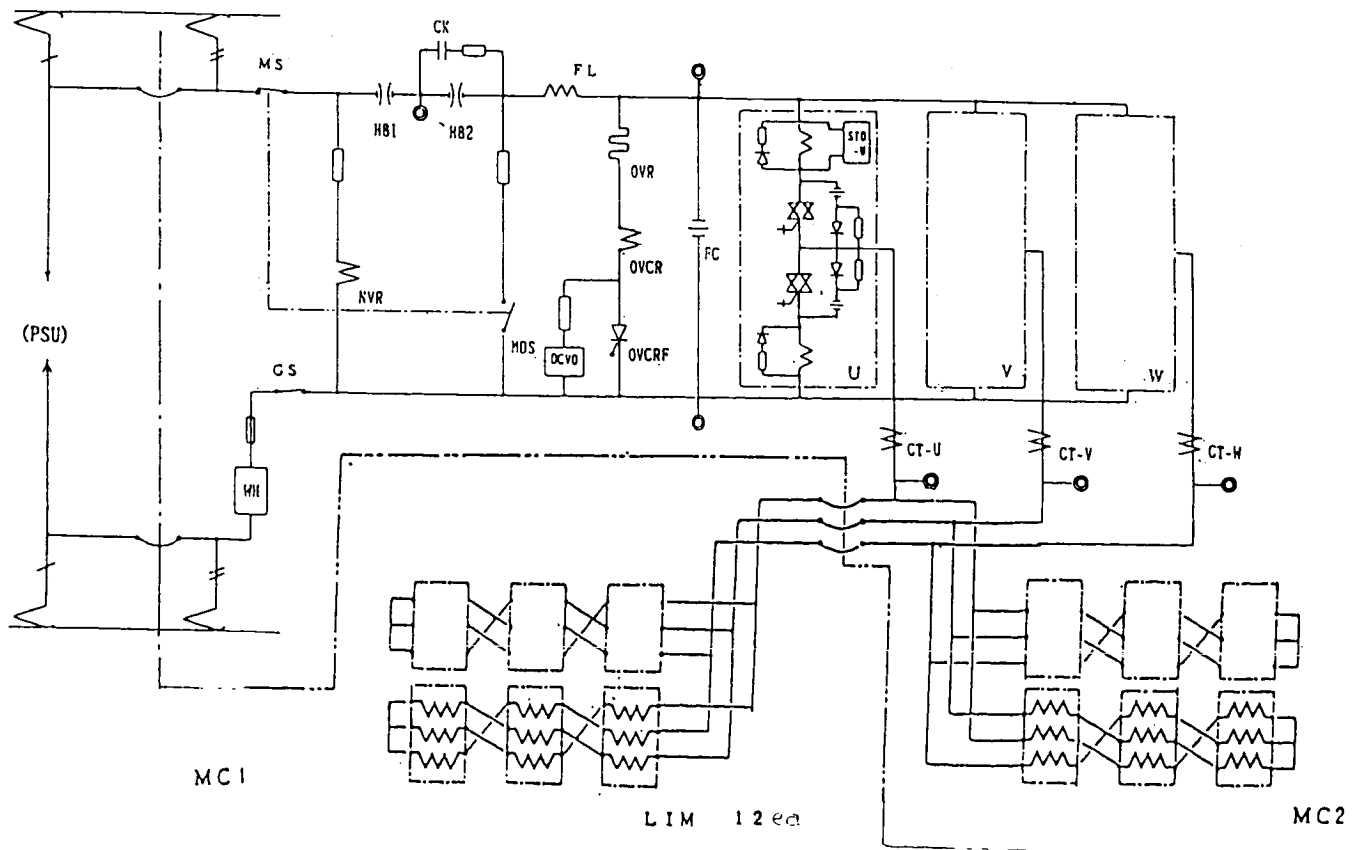 CK
MS
FL
HB1
HB2
OVR
STD
-U
NVR
OVCR
FC
(PSU)
MDS
DCVD
OVCRF
GS
U
V
W
WH
CT-U
CT-V
CT-W
MC1
LIM 12ea
MC2